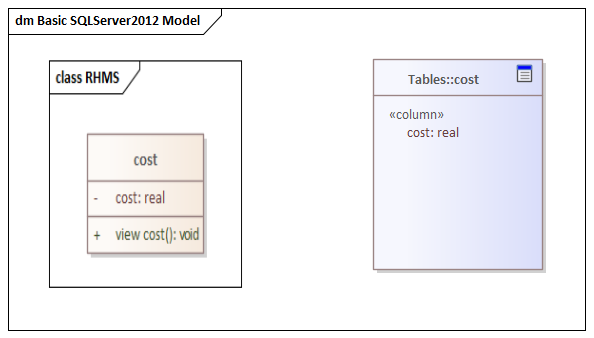 dm Basic SQLServer2012 Model
class RHMS
cost
- cost: real
+ view cost(): void
Tables::cost
«column»
cost: real